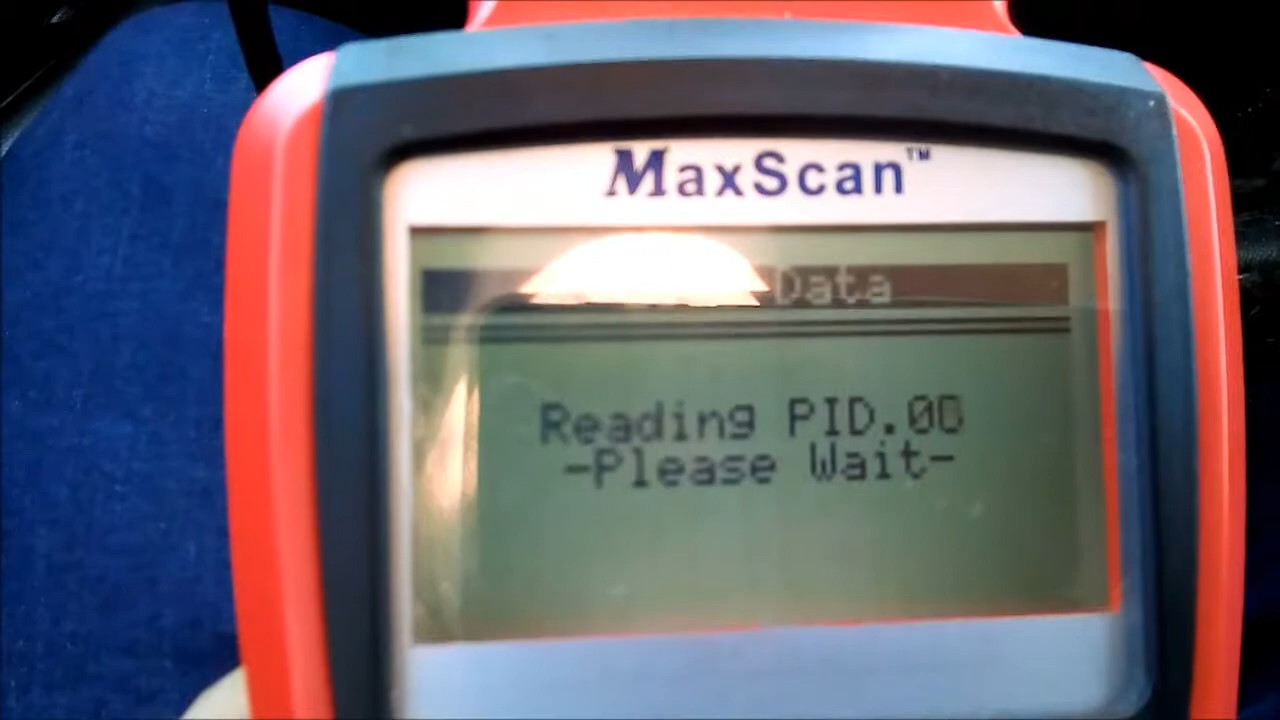 MaxScan™
Data
Reading PID.00
-Please Wait-